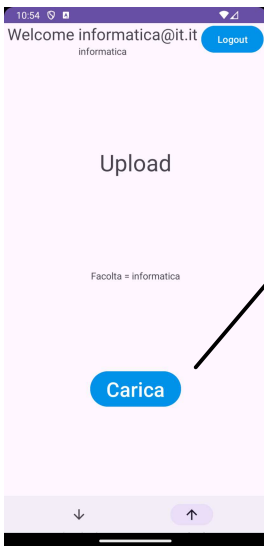 10:54
Welcome informatica@it.it
Logout
informatica
Upload
Facolta = informatica
Carica